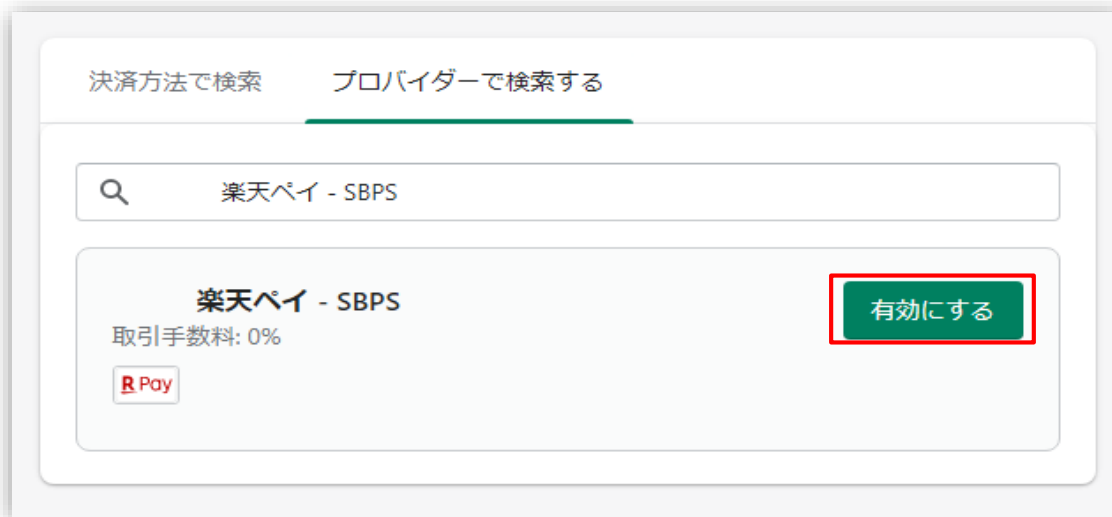 決済方法で検索 プロバイダーで検索する
楽天ペイ - SBPS
楽天ペイ - SBPS
有効にする
取引手数料: 0%
R Pay